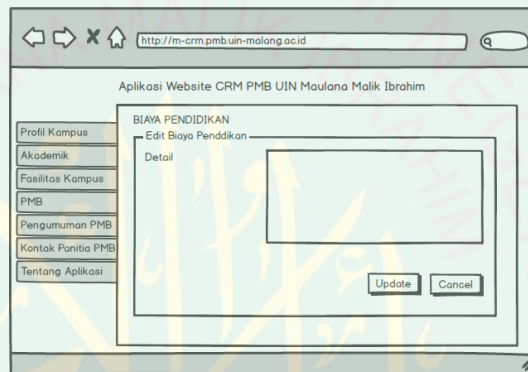 http://m-crm.pmb.uin-malang.ac.id
Aplikasi Website CRM PMB UIN Maulana Malik Ibrahim
Profil Kampus
Akademik
Fasilitas Kampus
PMB
Pengumuman PMB
Kontak Panitia PMB
Tentang Aplikasi
BIAYA PENDIDIKAN
Edit Biaya Penddikan
Detail
Update
Cancel